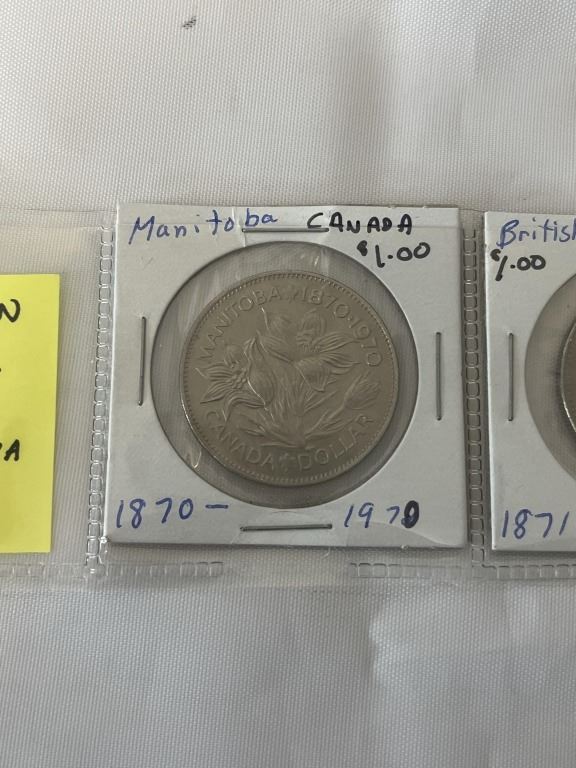 Manitoba CANADA
$1.00
MANITOBA 1870·1970
CANADA DOLLAR
1870 - 1970
N
A
British
$1.00
1871